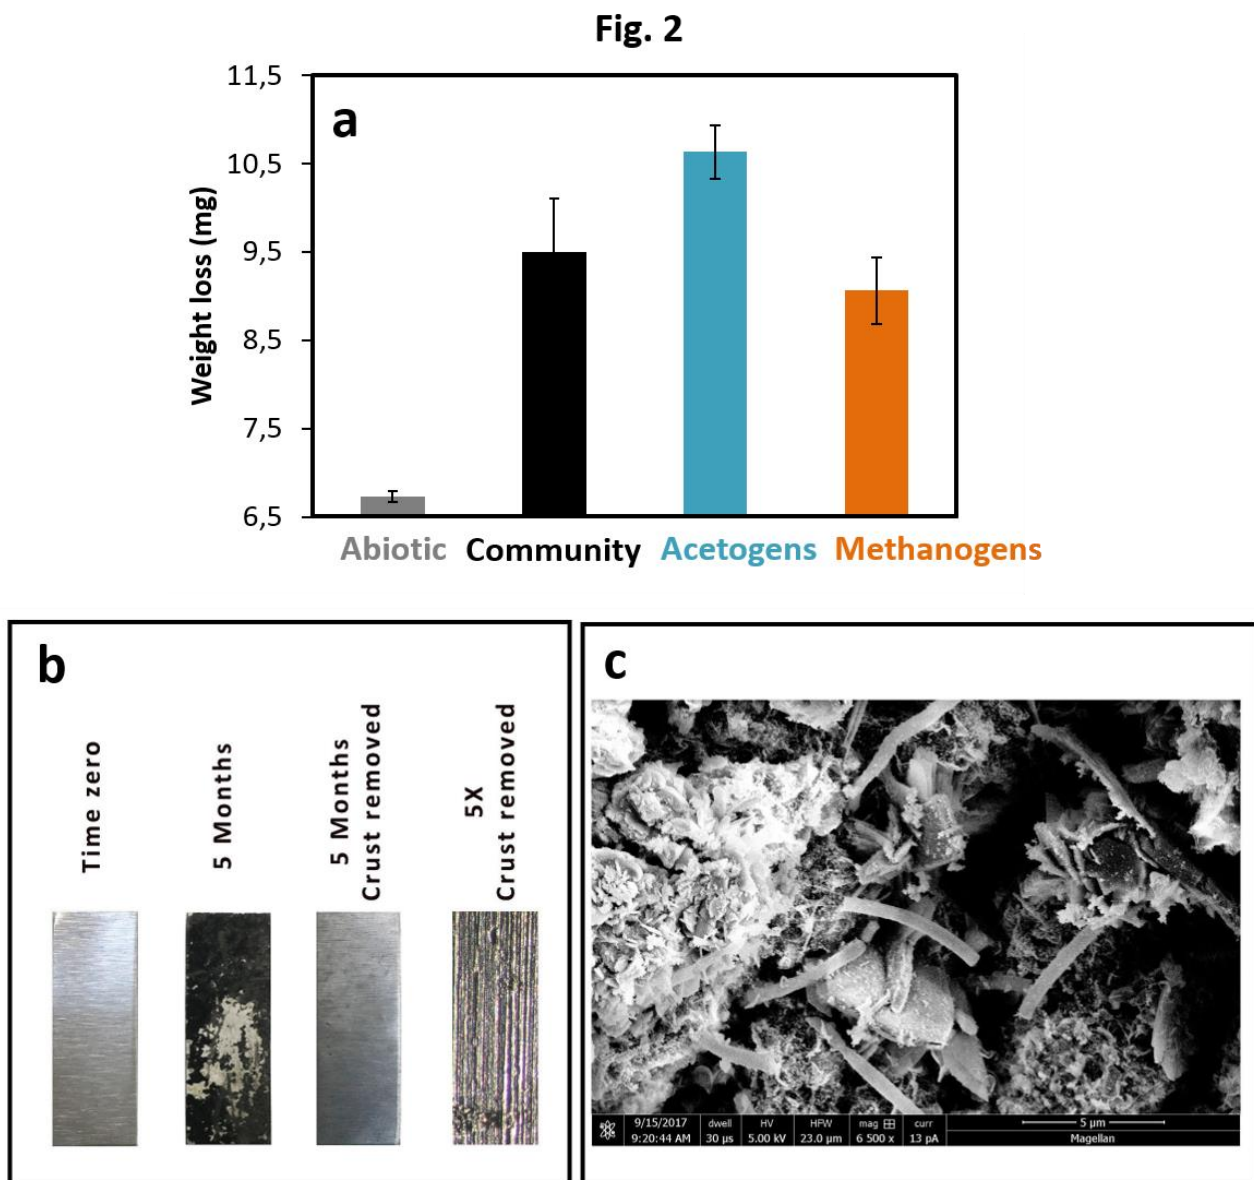 Fig. 2
a
Weight loss (mg)
11,5
10,5
9,5
8,5
7,5
6,5
Abiotic Community Acetogens Methanogens
b
Time zero
5 Months
5 Months
Crust removed
5X
Crust removed
c
9/15/2017
9:20:44 AM
dwell
30 µs
HV
5.00 kV
HFW
23.0 µm
mag
6 500 x
curr
13 pA
5 µm
Magellan